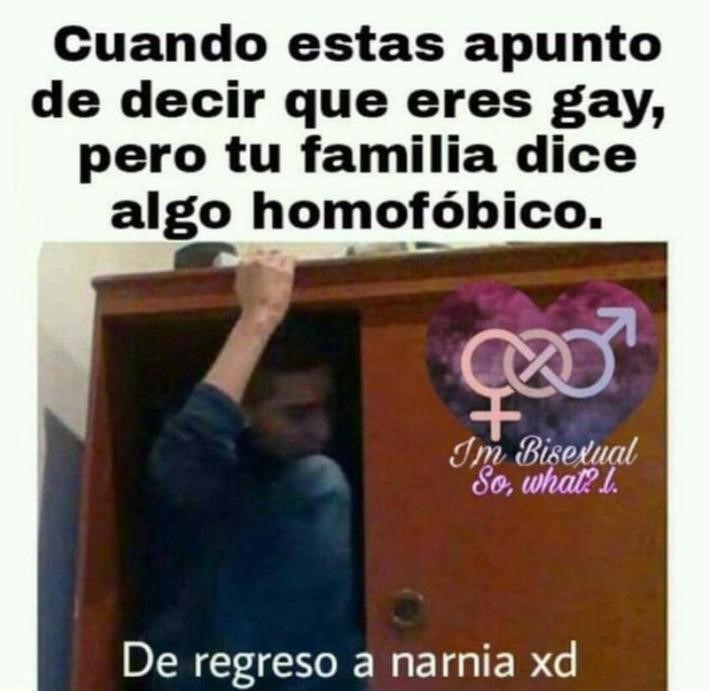 Cuando estas apunto
de decir que eres gay,
pero tu familia dice
algo homofóbico.
I'm Bisexual
So, what? !.
De regreso a narnia xd